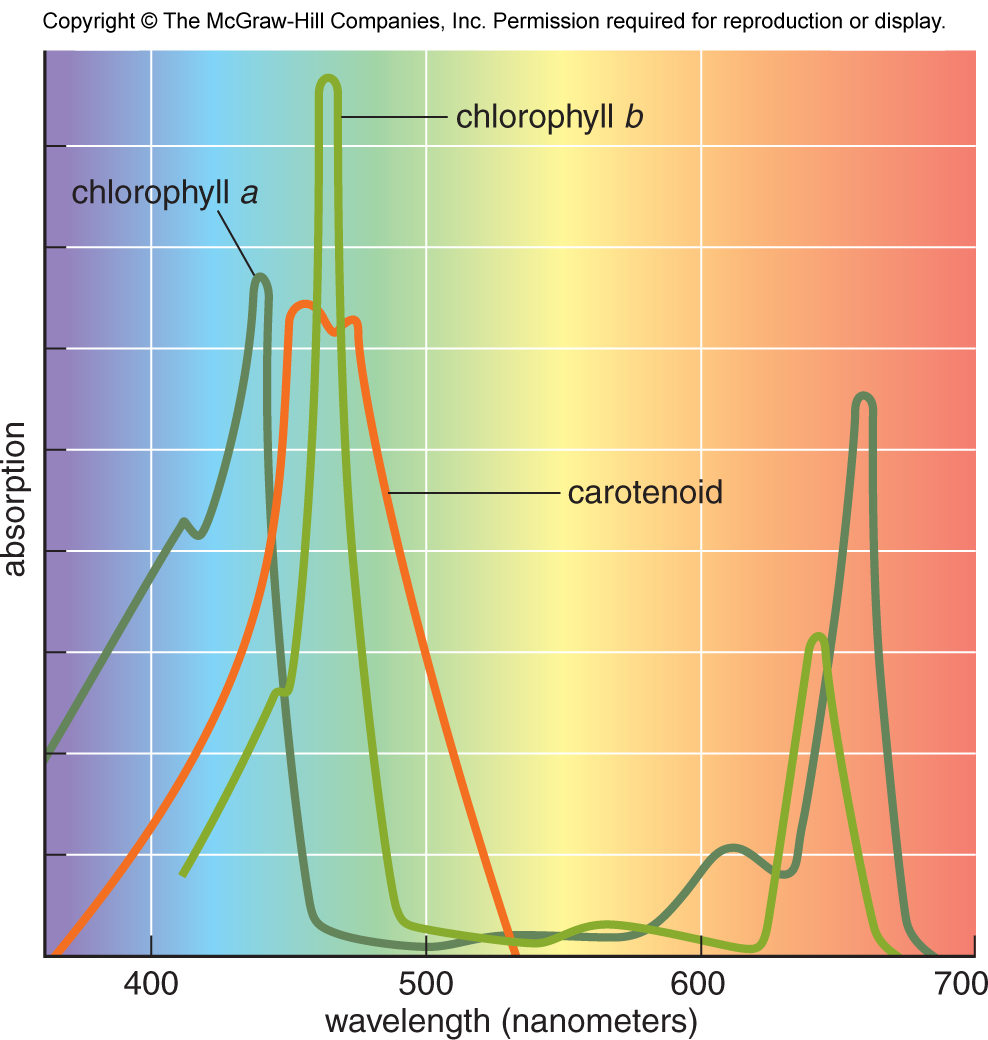 Copyright © The McGraw-Hill Companies, Inc. Permission required for reproduction or display.
chlorophyll b
chlorophyll a
carotenoid
absorption
400 500 600 700
wavelength (nanometers)